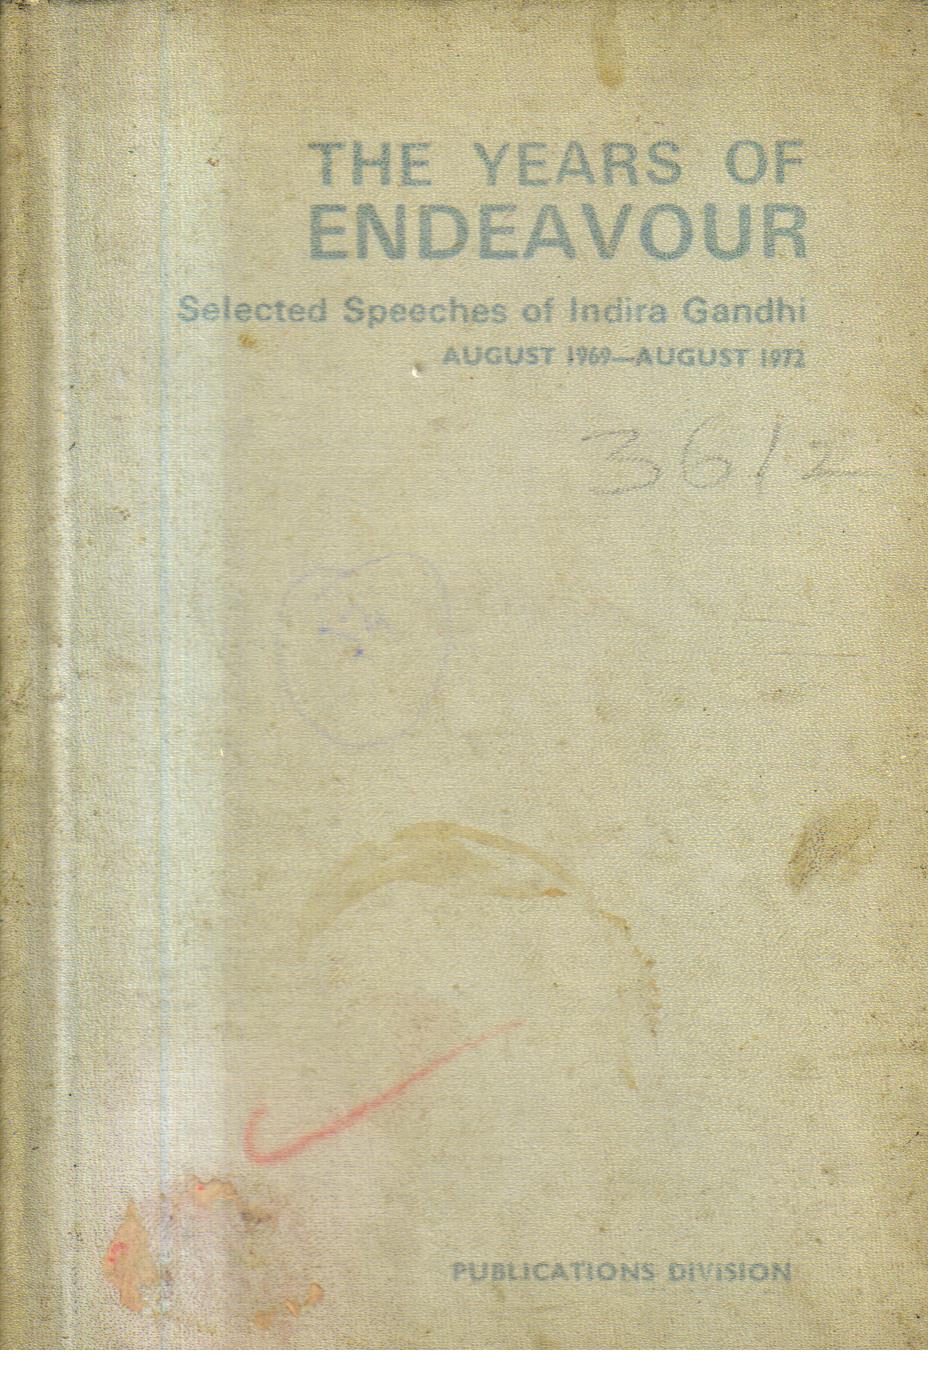 THE YEARS OF
ENDEAVOUR
Selected Speeches of Indira Gandhi
AUGUST 1969—AUGUST 1972
3612
PUBLICATIONS DIVISION